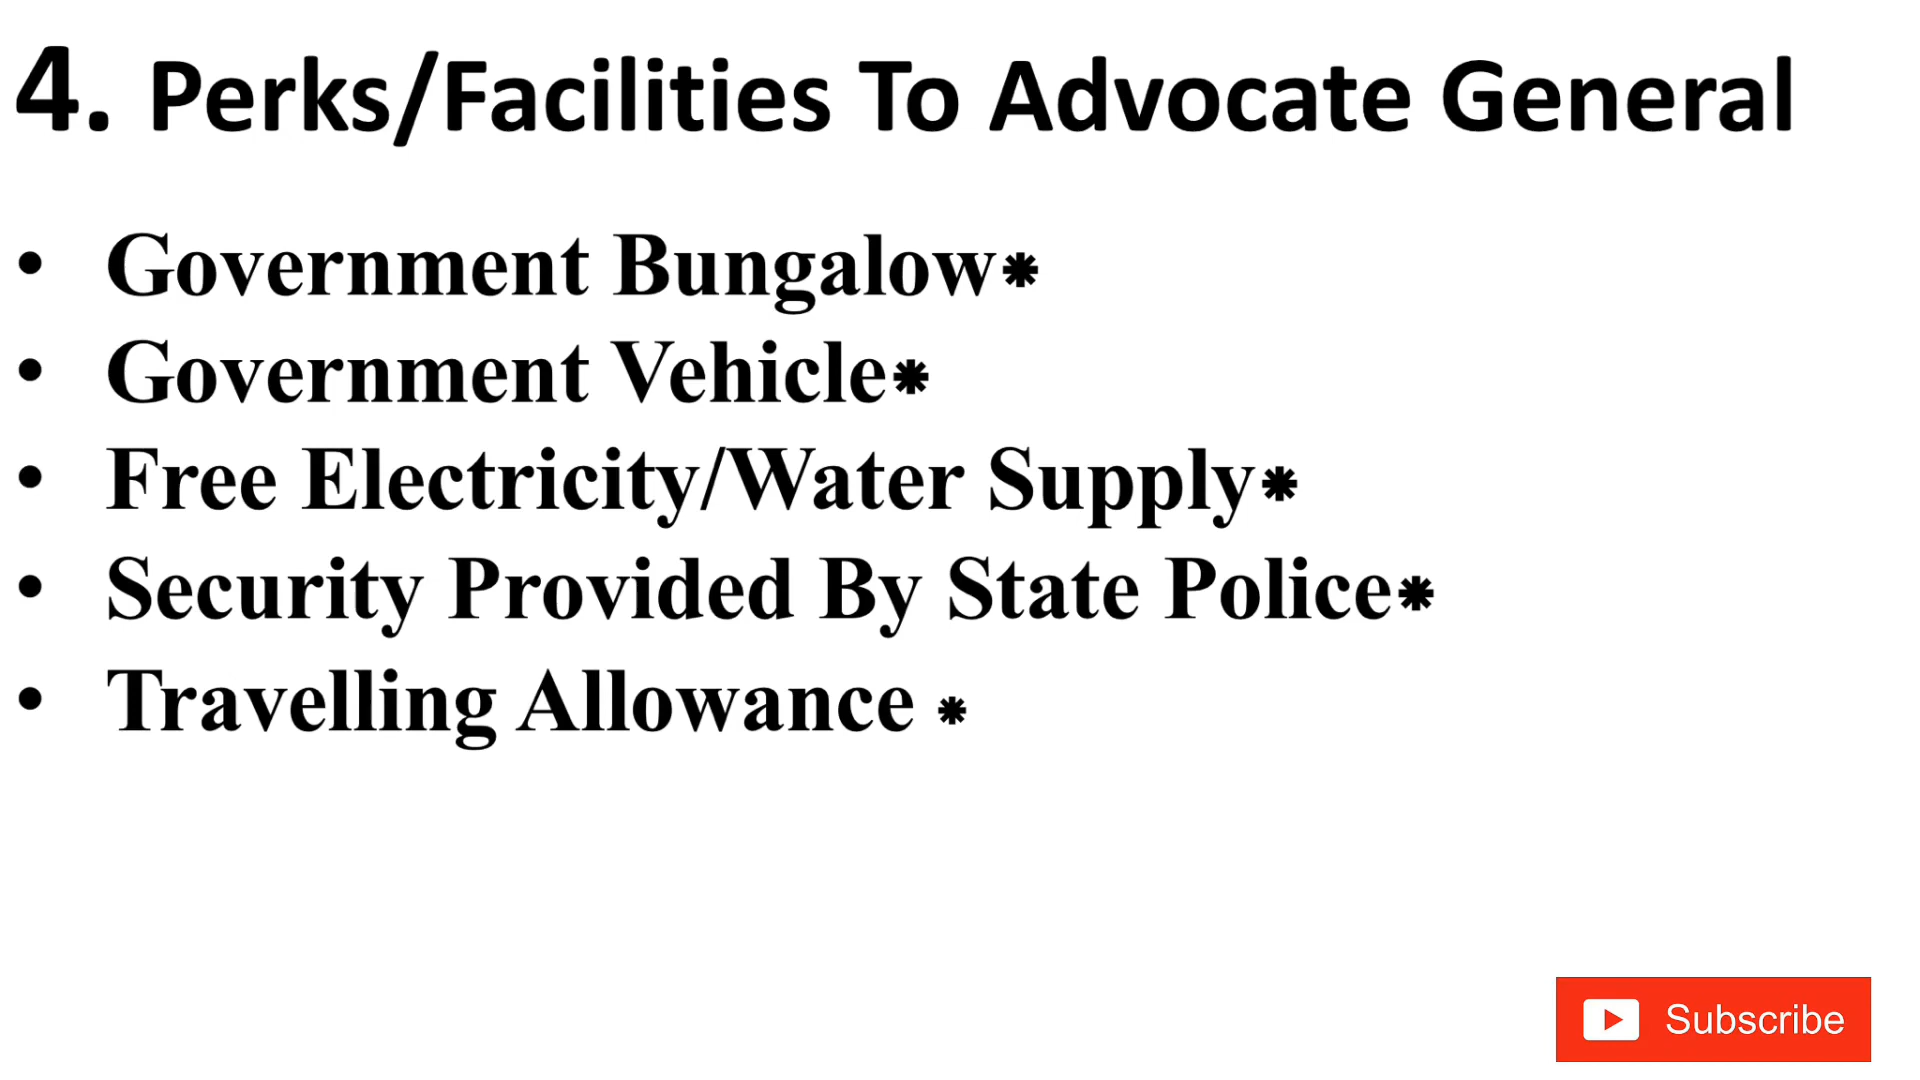 4. Perks/Facilities To Advocate General
• Government Bungalow*
• Government Vehicle*
• Free Electricity/Water Supply*
• Security Provided By State Police*
• Travelling Allowance *
Subscribe